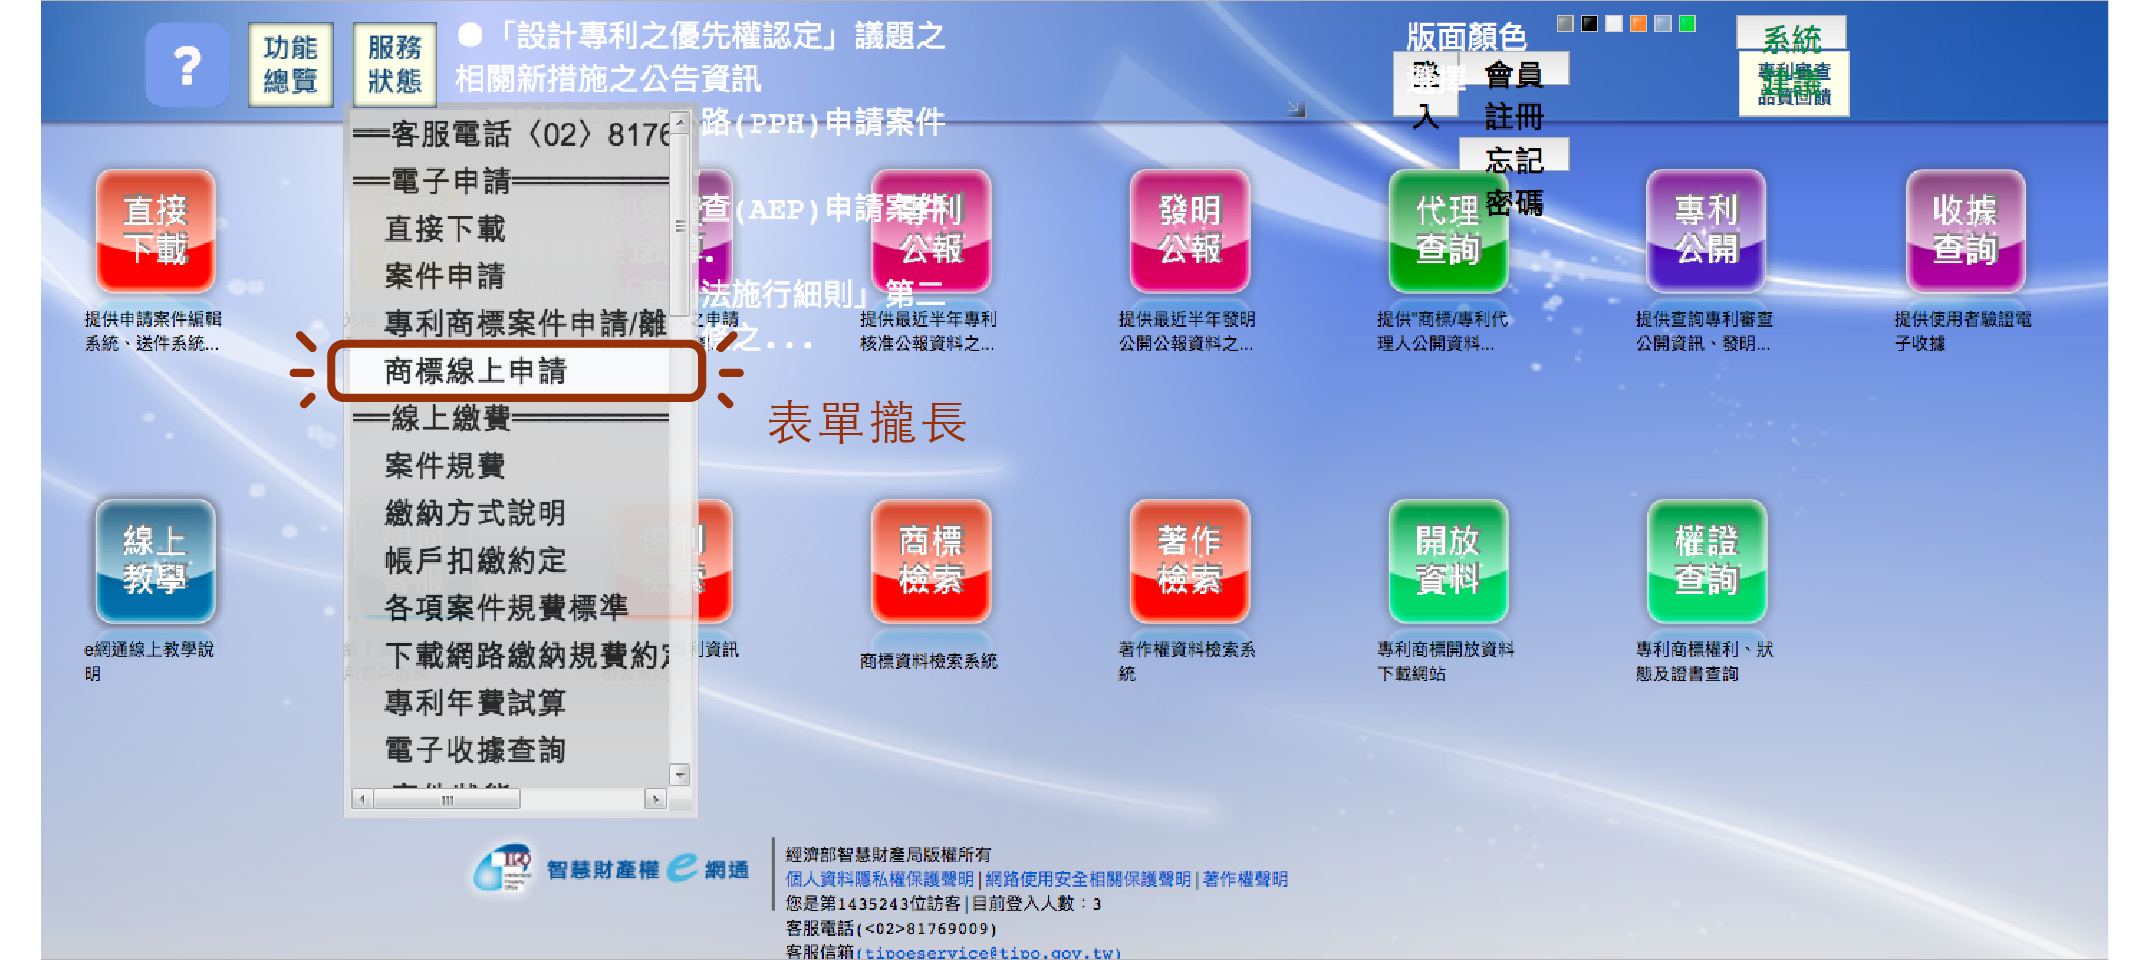 ?
功能
總覽
服務
狀態
●「設計專利之優先權認定」議題之
相關新措施之公告資訊
路(PPH)申請案件
查(AEP)申請案件
法施行細則」第二
版面顏色
選擇
登入
會員
註冊
忘記
密碼
系統
建議
專利審查
品質回饋
══客服電話〈02〉8176
══電子申請
直接下載
案件申請
專利商標案件申請/離
商標線上申請
══線上繳費
案件規費
繳納方式說明
帳戶扣繳約定
各項案件規費標準
下載網路繳納規費約定
專利年費試算
電子收據查詢
表單攏長
直接
下載
提供申請案件編輯
系統、送件系統...
專利
公報
提供最近半年專利
核准公報資料之...
發明
公報
提供最近半年發明
公開公報資料之...
代理
查詢
提供"商標/專利代
理人公開資料...
專利
公開
提供查詢專利審查
公開資訊、發明...
收據
查詢
提供使用者驗證電
子收據
線上
教學
e網通線上教學說
明
商標
檢索
商標資料檢索系統
著作
檢索
著作權資料檢索系
統
開放
資料
專利商標開放資料
下載網站
權證
查詢
專利商標權利、狀
態及證書查詢
TIPO
智慧財產權e網通
經濟部智慧財產局版權所有
個人資料隱私權保護聲明|網路使用安全相關保護聲明|著作權聲明
您是第1435243位訪客|目前登入人數：3
客服電話(<02>81769009)
客服信箱(tipoeservice@tipo.gov.tw)